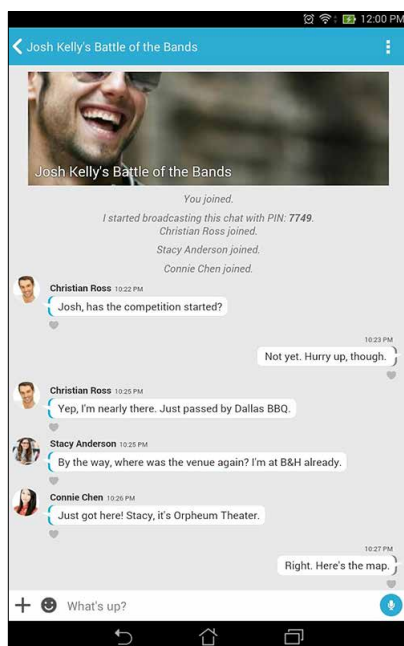 12:00 PM
Josh Kelly's Battle of the Bands
Josh Kelly's Battle of the Bands
You joined.
I started broadcasting this chat with PIN: 7749.
Christian Ross joined.
Stacy Anderson joined.
Connie Chen joined.
Christian Ross 10:22 PM
Josh, has the competition started?
10:23 PM
Not yet. Hurry up, though.
Christian Ross 10:25 PM
Yep, I'm nearly there. Just passed by Dallas BBQ.
Stacy Anderson 10:25 PM
By the way, where was the venue again? I'm at B&H already.
Connie Chen 10:26 PM
Just got here! Stacy, it's Orpheum Theater.
10:27 PM
Right. Here's the map.
What's up?